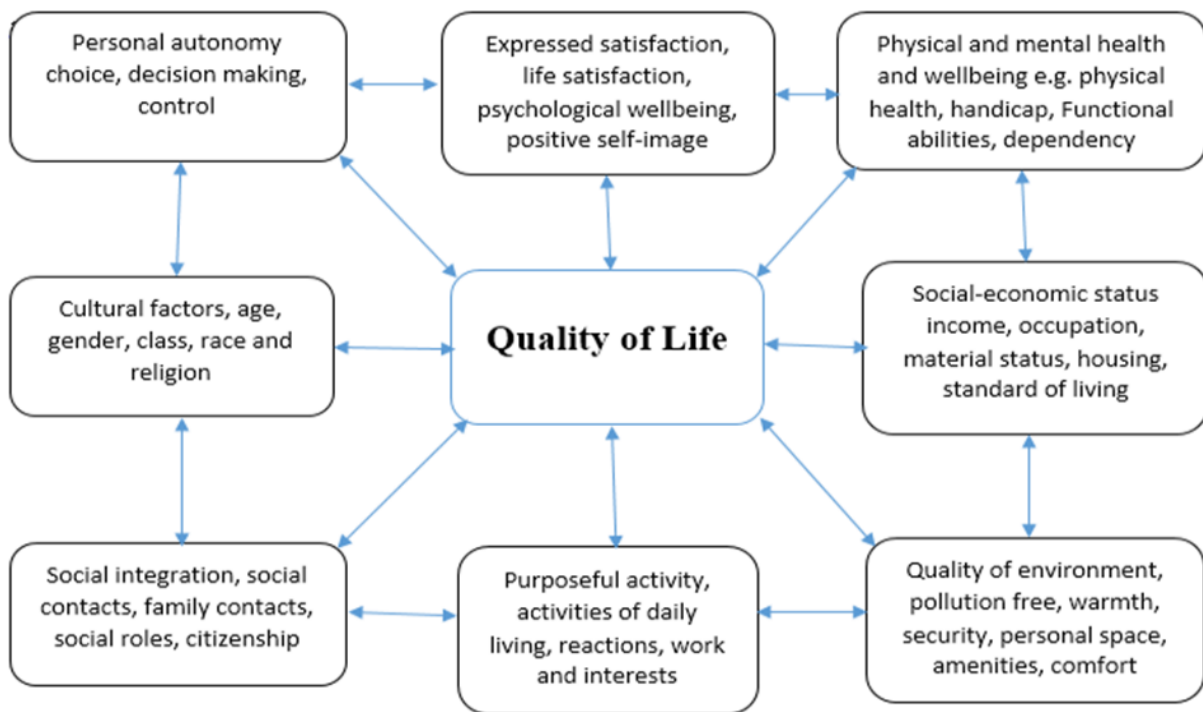 Personal autonomy
choice, decision making,
control
Expressed satisfaction,
life satisfaction,
psychological wellbeing,
positive self-image
Physical and mental health
and wellbeing e.g. physical
health, handicap, Functional
abilities, dependency
Cultural factors, age,
gender, class, race and
religion
Quality of Life
Social-economic status
income, occupation,
material status, housing,
standard of living
Social integration, social
contacts, family contacts,
social roles, citizenship
Purposeful activity,
activities of daily
living, reactions, work
and interests
Quality of environment,
pollution free, warmth,
security, personal space,
amenities, comfort